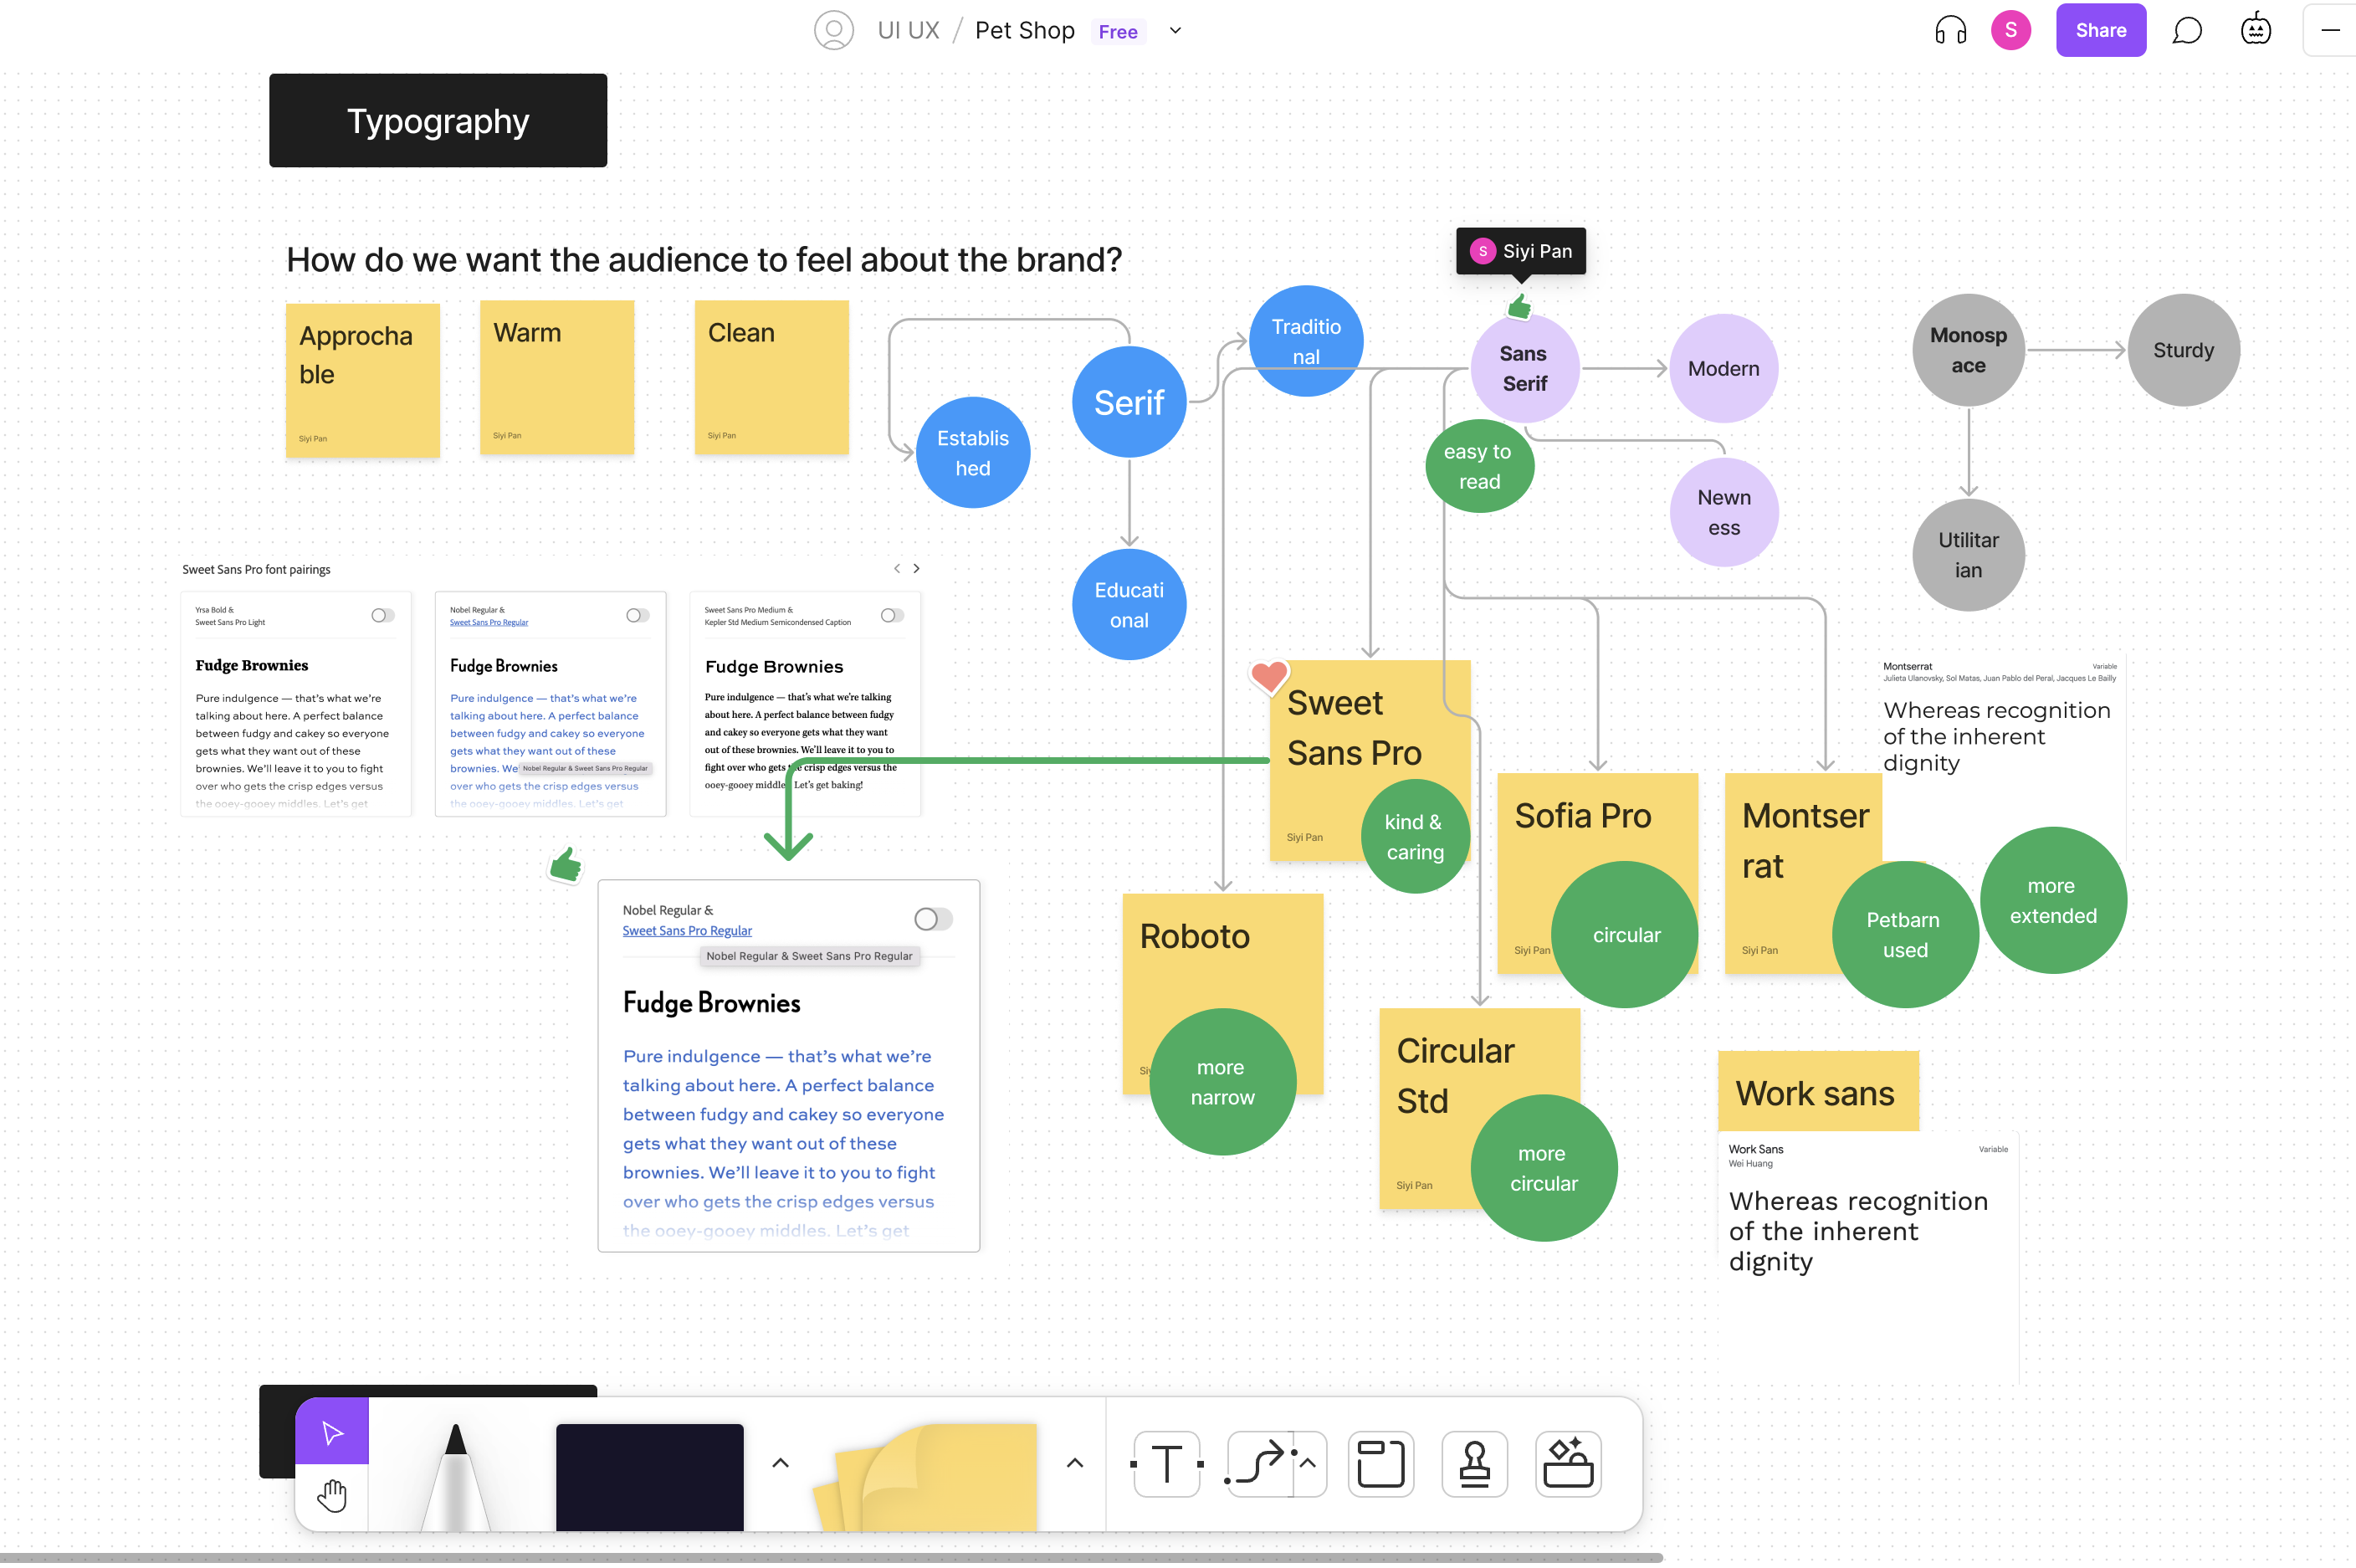 UI UX / Pet Shop Free
S
Share
Typography
How do we want the audience to feel about the brand?
Approcha
ble
Siyi Pan
Warm
Siyi Pan
Clean
Siyi Pan
Serif
Establis
hed
Traditio
nal
Educati
onal
S Siyi Pan
Sans
Serif
Modern
easy to
read
Newn
ess
Monosp
ace
Sturdy
Utilitar
ian
Sweet Sans Pro font pairings
Yrsa Bold &
Sweet Sans Pro Light
Fudge Brownies
Pure indulgence — that's what we're
talking about here. A perfect balance
between fudgy and cakey so everyone
gets what they want out of these
brownies. We'll leave it to you to fight
over who gets the crisp edges versus
the ooey-gooey middles. Let's get
Nobel Regular &
Sweet Sans Pro Regular
Fudge Brownies
Pure indulgence — that's what we're
talking about here. A perfect balance
between fudgy and cakey so everyone
gets what they want out of these
brownies. We
Nobel Regular & Sweet Sans Pro Regular
over who gets the crisp edges versus
the ooey-gooey middles. Let's get
Sweet Sans Pro Medium &
Kepler Std Medium Semicondensed Caption
Fudge Brownies
Pure indulgence — that's what we're talking
about here. A perfect balance between fudgy
and cakey so everyone gets what they want
out of these brownies. We'll leave it to you to
fight over who gets the crisp edges versus the
ooey-gooey middles. Let's get baking!
Nobel Regular &
Sweet Sans Pro Regular
Nobel Regular & Sweet Sans Pro Regular
Fudge Brownies
Pure indulgence — that's what we're
talking about here. A perfect balance
between fudgy and cakey so everyone
gets what they want out of these
brownies. We'll leave it to you to fight
over who gets the crisp edges versus
the ooey-gooey middles. Let's get
Sweet
Sans Pro
Siyi Pan
kind &
caring
Roboto
more
narrow
Circular
Std
Siyi Pan
more
circular
Sofia Pro
Siyi Pan
circular
Montser
rat
Siyi Pan
Petbarn
used
more
extended
Montserrat
Variable
Julieta Ulanovsky, Sol Matas, Juan Pablo del Peral, Jacques Le Bailly
Whereas recognition
of the inherent
dignity
Work sans
Work Sans
Variable
Wei Huang
Whereas recognition
of the inherent
dignity
T